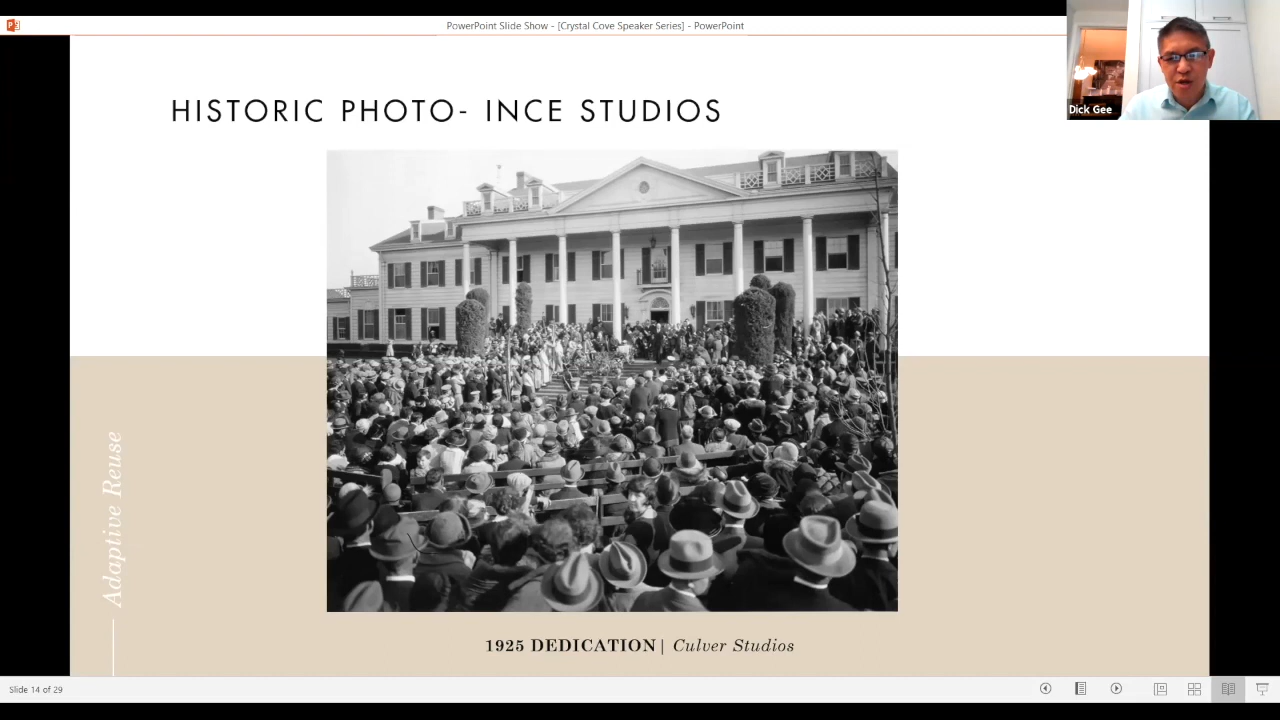 PowerPoint Slide Show - [Crystal Cove Speaker Series] - PowerPoint
Dick Gee
HISTORIC PHOTO- INCE STUDIOS
Adaptive Reuse
1925 DEDICATION| Culver Studios
Slide 14 of 29